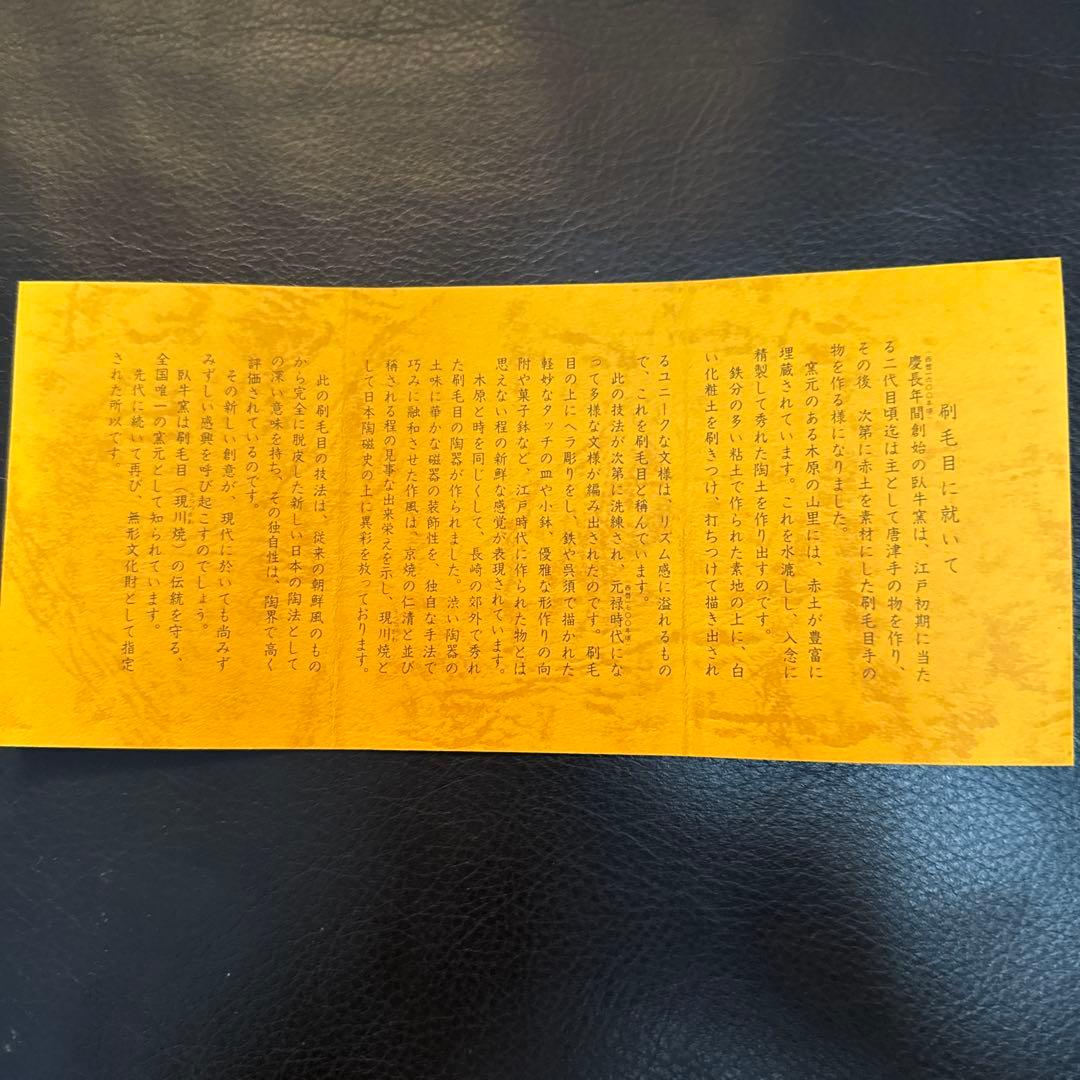 刷毛目に就いて
慶長年間創始の臥牛窯は、江戸初期に当た
る二代目頃迄は主として唐津手の物を作り、
その後、次第に赤土を素材にした刷毛目手の
物を作る様になりました。
窯元のある木原の山里には、赤土が豊富に
埋蔵されています。これを水漉しし、入念に
精製して秀れた陶土を作り出すのです。
鉄分の多い粘土で作られた素地の上に、白
い化粧土を刷きつけ、打ちつけて描き出され
るユニークな文様は、リズム感に溢れるもの
で、これを刷毛目と稱んでいます。
此の技法が次第に洗練され、元禄時代にな
って多様な文様が編み出されたのです。刷毛
目の上にヘラ彫りをし、鉄や呉須で描かれた
軽妙なタッチの皿や小鉢、優雅な形作りの向
附や菓子鉢など、江戸時代に作られた物とは
思えない程の新鮮な感覚が表現されています。
木原と時を同じくして、長崎の郊外で秀れ
た刷毛目の陶器が作られました。渋い陶器の
土味に華かな磁器の装飾性を、独自な手法で
巧みに融和させた作風は、京焼の仁清と並び
稱される程の見事な出来栄えを示し、現川焼と
して日本陶磁史の上に異彩を放っております。
此の刷毛目の技法は、従来の朝鮮風のもの
から完全に脱皮した新しい日本の陶法として
の深い意味を持ち、その独自性は、陶界で高く
評価されているのです。
その新しい創意が、現代に於いても尚みず
みずしい感興を呼び起こすのでしょう。
臥牛窯は刷毛目（現川焼）の伝統を守る、
全国唯一の窯元として知られています。
先代に続いて再び、無形文化財として指定
された所以です。